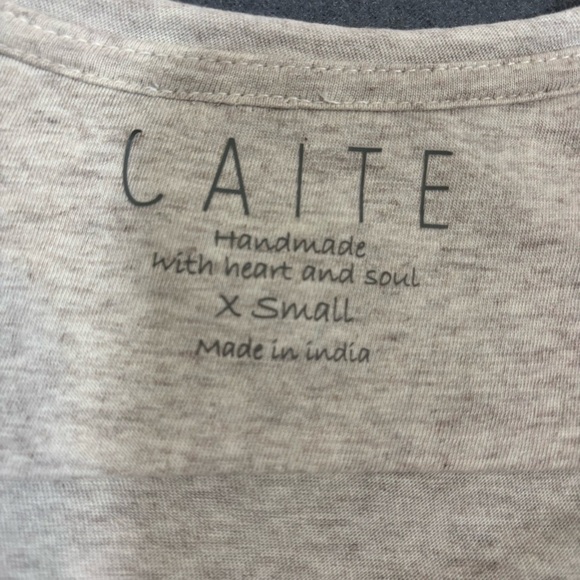 CAiTE
Handmade
with heart and soul
X Small
Made in india